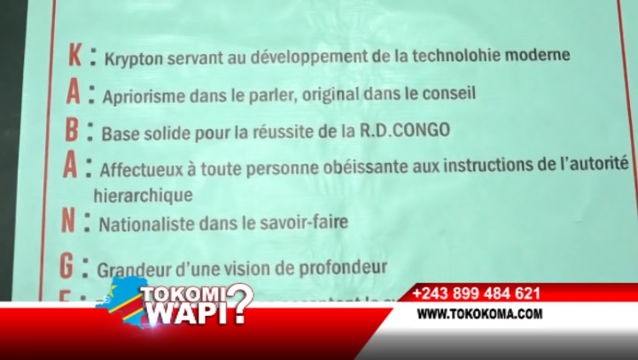 K : Krypton servant au développement de la technolohie moderne
A : Apriorisme dans le parler, original dans le conseil
B : Base solide pour la réussite de la R.D.CONGO
A : Affectueux à toute personne obéissante aux instructions de l'autorité
hierarchique
N : Nationaliste dans le savoir-faire
G : Grandeur d'une vision de profondeur
TOKOMI
WAPI?
+243 899 484 621
WWW.TOKOKOMA.COM